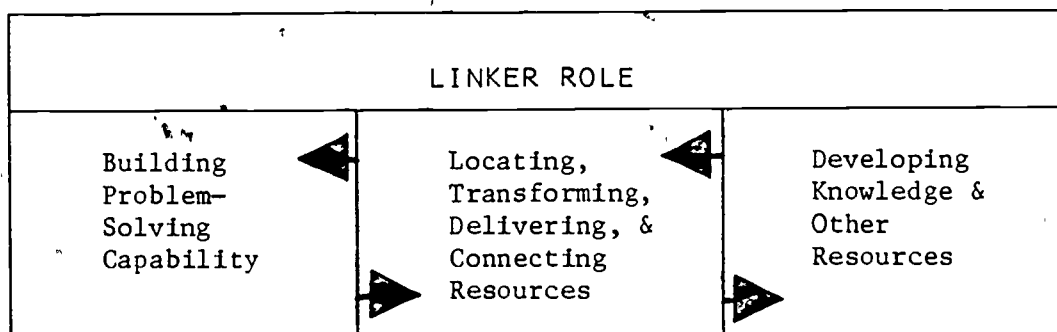 LINKER ROLE
Building
Problem-
Solving
Capability
Locating,
Transforming,
Delivering, &
Connecting
Resources
Developing
Knowledge &
Other
Resources